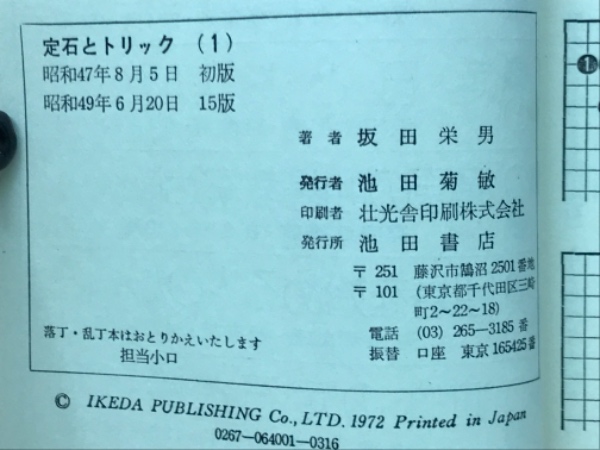 定石とトリック (1)
昭和47年8月5日 初版
昭和49年6月20日 15版
著者 坂田栄男
発行者 池田菊敏
印刷者 壮光舎印刷株式会社
発行所 池田書店
〒251 藤沢市鵠沼2501番地
〒101 (東京都千代田区三崎
町2〜22〜18)
電話 (03) 265—3185番
振替 口座 東京165425番
落丁・乱丁本はおとりかえいたします
担当小口
© IKEDA PUBLISHING Co., LTD. 1972 Printed in Japan
0267—064001—0316
1